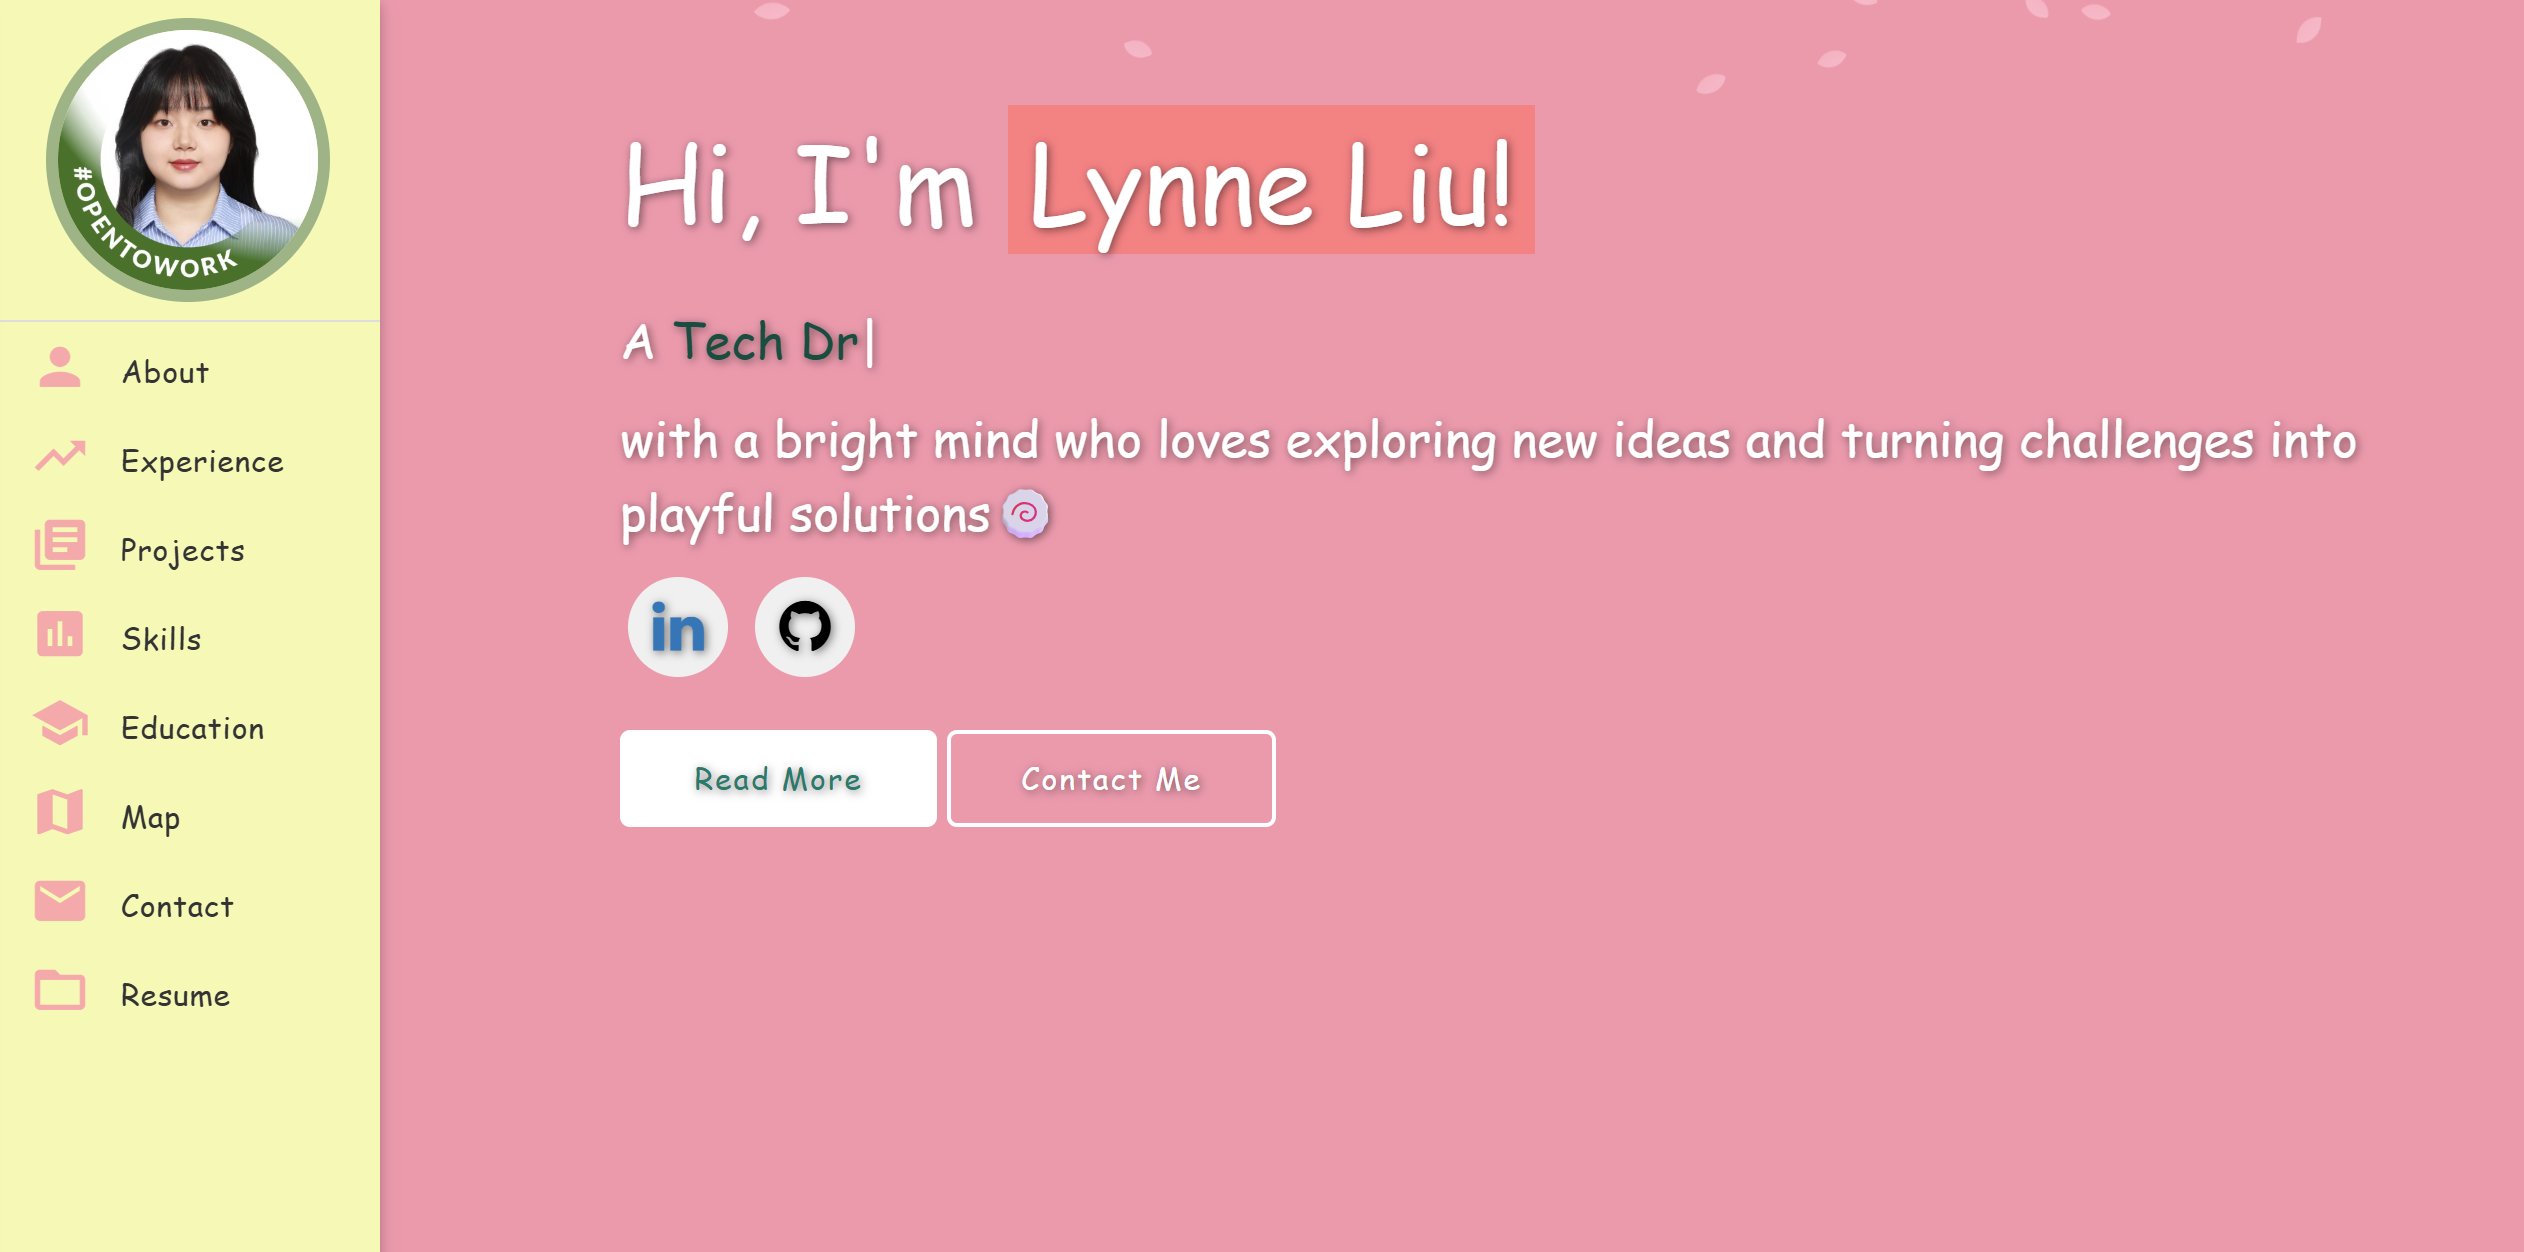 #OPENTOWORK
About
Experience
Projects
Skills
Education
Map
Contact
Resume
Hi, I'm Lynne Liu!
A Tech Dr|
with a bright mind who loves exploring new ideas and turning challenges into
playful solutions 🍥
in
Read More
Contact Me